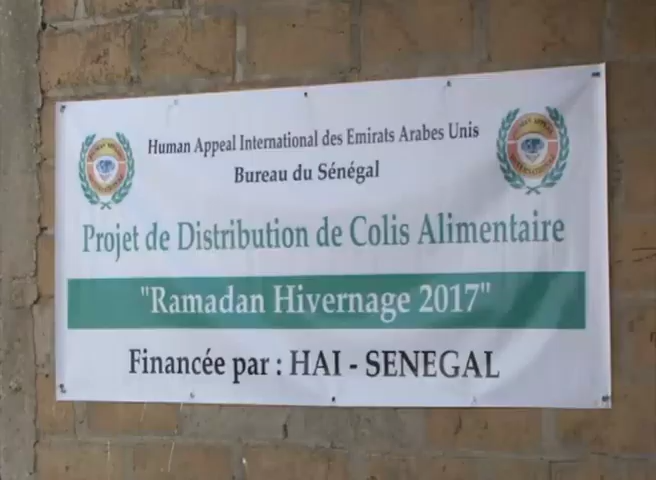 Human Appeal International des Emirats Arabes Unis
Bureau du Sénégal
Projet de Distribution de Colis Alimentaire
"Ramadan Hivernage 2017"
Financée par : HAI - SENEGAL